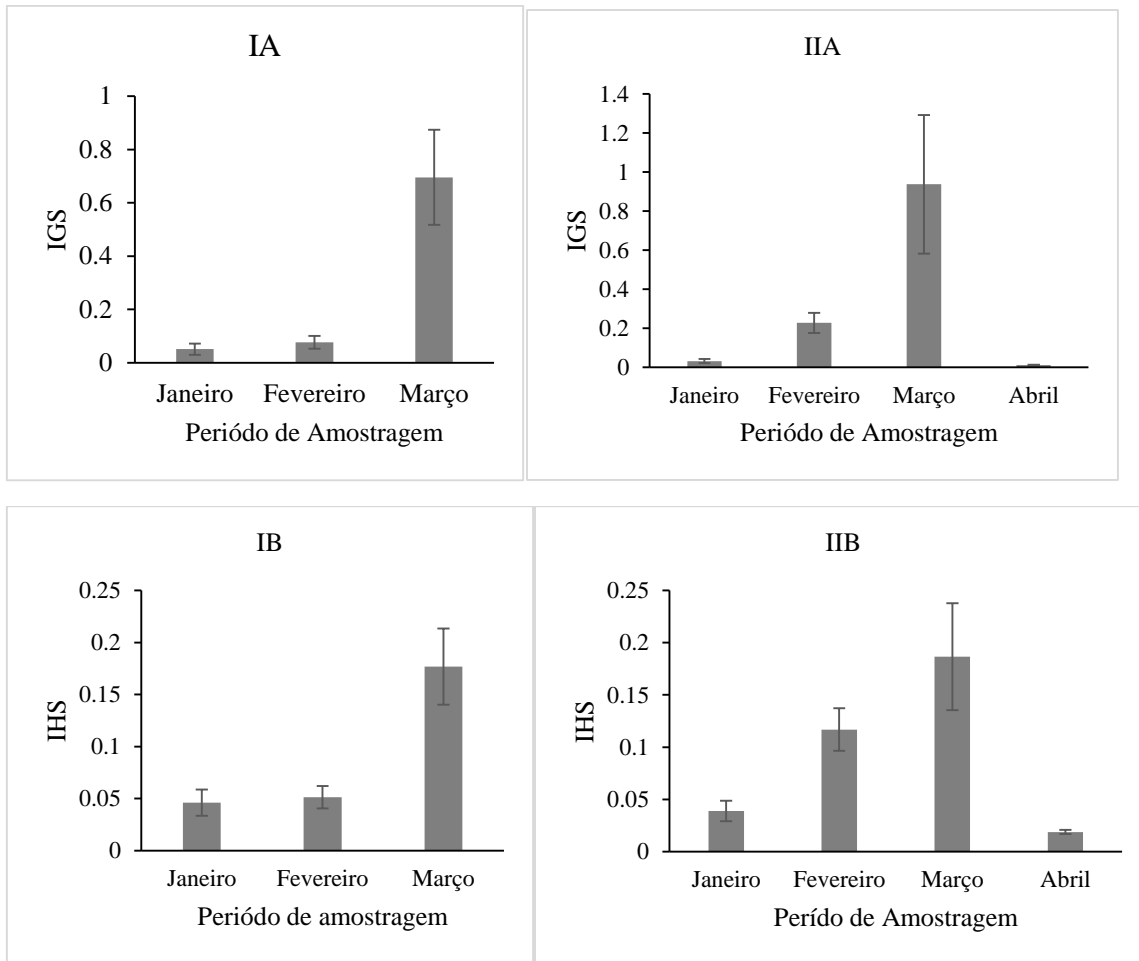 IA
1
0.8
0.6
0.4
0.2
0
IGS
Janeiro Fevereiro Março
Periódo de Amostragem
IIA
1.4
1.2
1
0.8
0.6
0.4
0.2
0
IGS
Janeiro Fevereiro Março Abril
Periódo de Amostragem
IB
0.25
0.2
0.15
0.1
0.05
0
IHS
Janeiro Fevereiro Março
Periódo de amostragem
IIB
0.25
0.2
0.15
0.1
0.05
0
IHS
Janeiro Fevereiro Março Abril
Perído de Amostragem